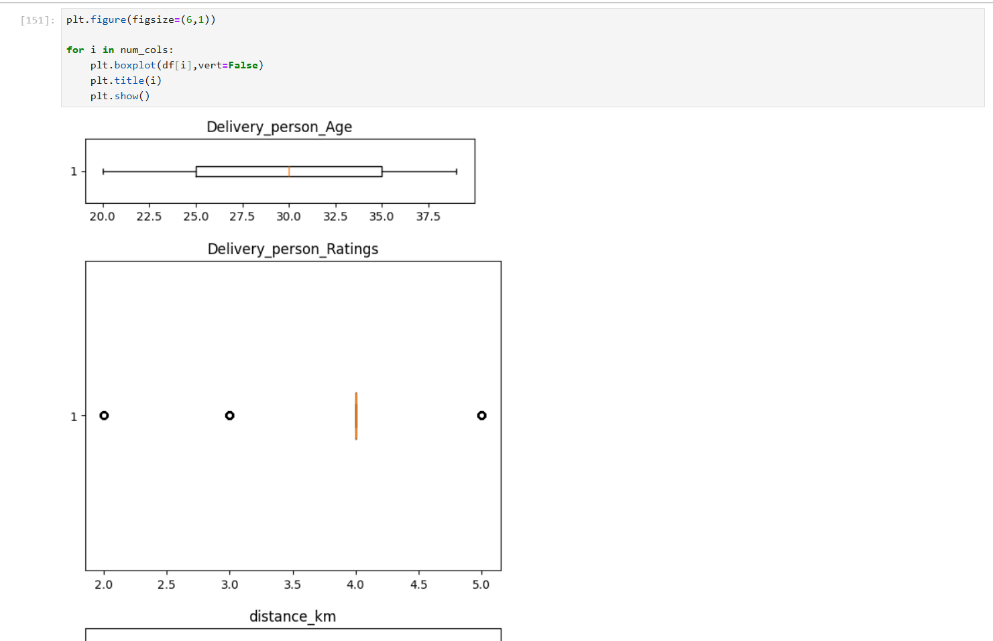 [151]: plt.figure(figsize=(6,1))
for i in num_cols:
plt.boxplot(df[i],vert=False)
plt.title(i)
plt.show()
Delivery_person_Age
1
20.0 22.5 25.0 27.5 30.0 32.5 35.0 37.5
Delivery_person_Ratings
1
2.0 2.5 3.0 3.5 4.0 4.5 5.0
distance_km